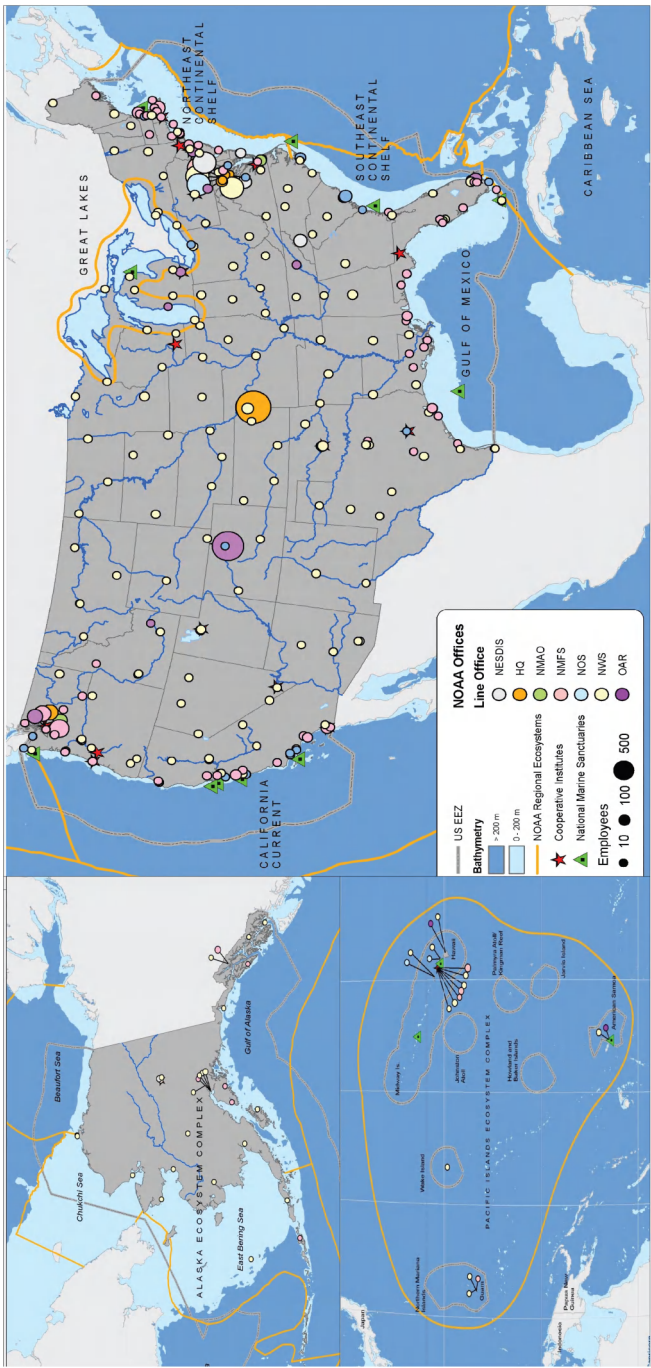 GREAT LAKES
NORTHEAST
CONTINENTAL
SHELF
SOUTHEAST
CONTINENTAL
SHELF
GULF OF MEXICO
CARIBBEAN SEA
CALIFORNIA
CURRENT
US EEZ
Bathymetry
> 200 m
0 - 200 m
NOAA Regional Ecosystems
Cooperative Institutes
National Marine Sanctuaries
Employees
10
100
500
NOAA Offices
Line Office
NESDIS
HQ
NMAO
NMFS
NOS
NWS
OAR
Beaufort Sea
Chukchi Sea
ALASKA ECOSYSTEM COMPLEX
East Bering Sea
Gulf of Alaska
Japan
Northern Mariana
Islands
Guam
Wake Island
Midway Is.
Johnston
Atoll
Hawaii
Palmyra Atoll/
Kingman Reef
Jarvis Island
Howland and
Baker Islands
American Samoa
PACIFIC ISLANDS ECOSYSTEM COMPLEX
Indonesia
Papua New
Guinea